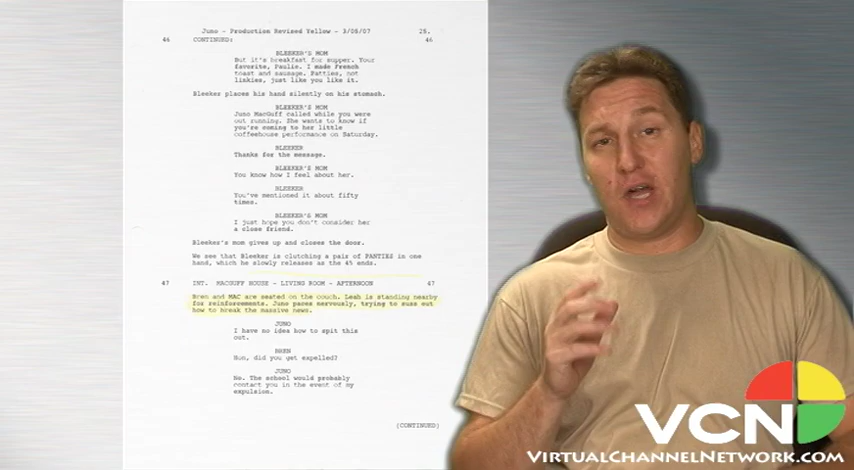 Juno - Production Revised Yellow - 3/08/07 28.
46 CONTINUED: 46
BLEEKER'S MOM
But it's breakfast for supper. Your
favorite, Paulie. I made French
toast and sausage. Patties, not
linkies, just like you like it.
Bleeker places his hand silently on his stomach.
BLEEKER'S MOM
Juno MacGuff called while you were
out running. She wants to know if
you're coming to her little
coffeehouse performance on Saturday.
BLEEKER
Thanks for the message.
BLEEKER'S MOM
You know how I feel about her.
BLEEKER
You've mentioned it about fifty
times.
BLEEKER'S MOM
I just hope you don't consider her
a close friend.
Bleeker's mom gives up and closes the door.
We see that Bleeker is clutching a pair of PANTIES in one
hand, which he slowly releases as the 45 ends.
47 INT. MACGUFF HOUSE - LIVING ROOM - AFTERNOON 47
Bren and MAC are seated on the couch. Leah is standing nearby
for reinforcements. Juno paces nervously, trying to suss out
how to break the massive news.
JUNO
I have no idea how to spit this
out.
BREN
Hon, did you get expelled?
JUNO
No. The school would probably
contact you in the event of my
expulsion.
(CONTINUED)
VCN
VIRTUALCHANNELNETWORK.COM